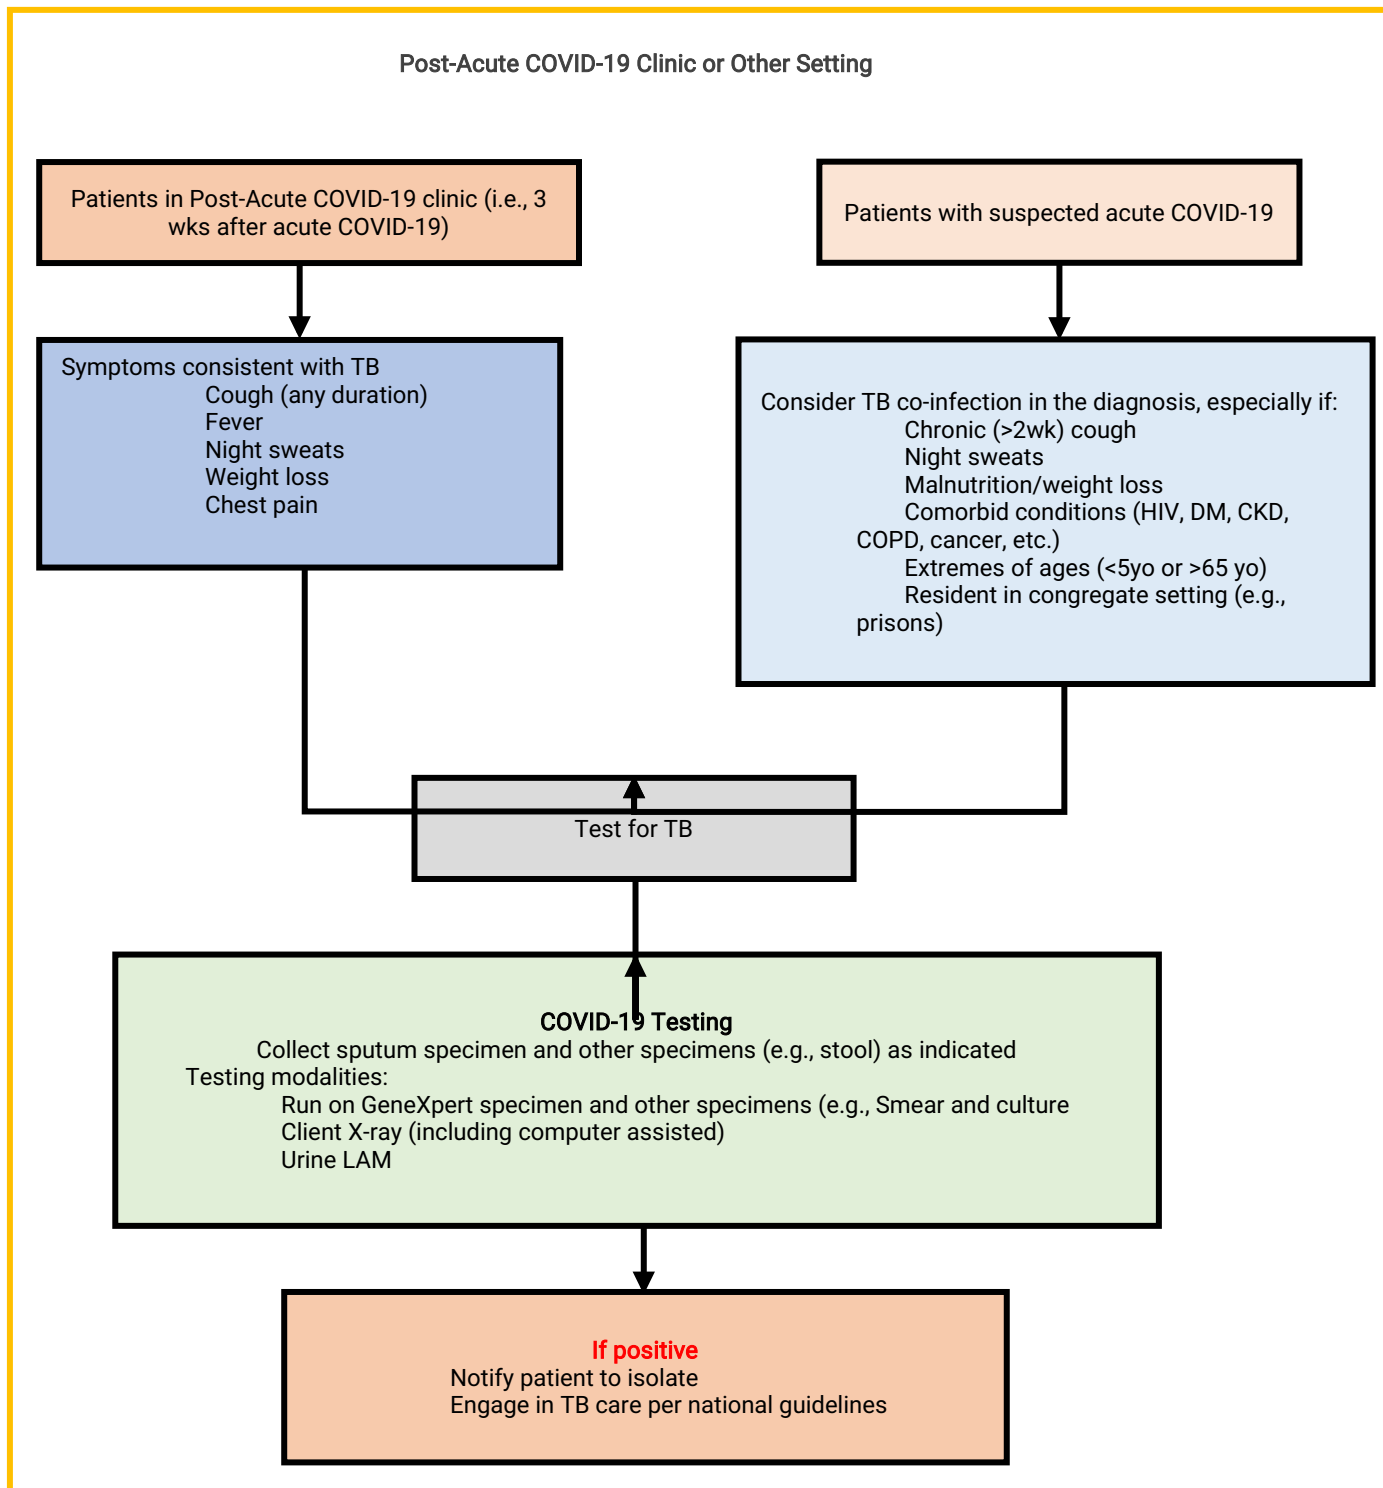 Post-Acute COVID-19 Clinic or Other Setting
Patients in Post-Acute COVID-19 clinic (i.e., 3
wks after acute COVID-19)
Patients with suspected acute COVID-19
Symptoms consistent with TB
Cough (any duration)
Fever
Night sweats
Weight loss
Chest pain
Consider TB co-infection in the diagnosis, especially if:
Chronic (>2wk) cough
Night sweats
Malnutrition/weight loss
Comorbid conditions (HIV, DM, CKD,
COPD, cancer, etc.)
Extremes of ages (<5yo or >65 yo)
Resident in congregate setting (e.g.,
prisons)
Test for TB
COVID-19 Testing
Collect sputum specimen and other specimens (e.g., stool) as indicated
Testing modalities:
Run on GeneXpert specimen and other specimens (e.g., Smear and culture
Client X-ray (including computer assisted)
Urine LAM
If positive
Notify patient to isolate
Engage in TB care per national guidelines